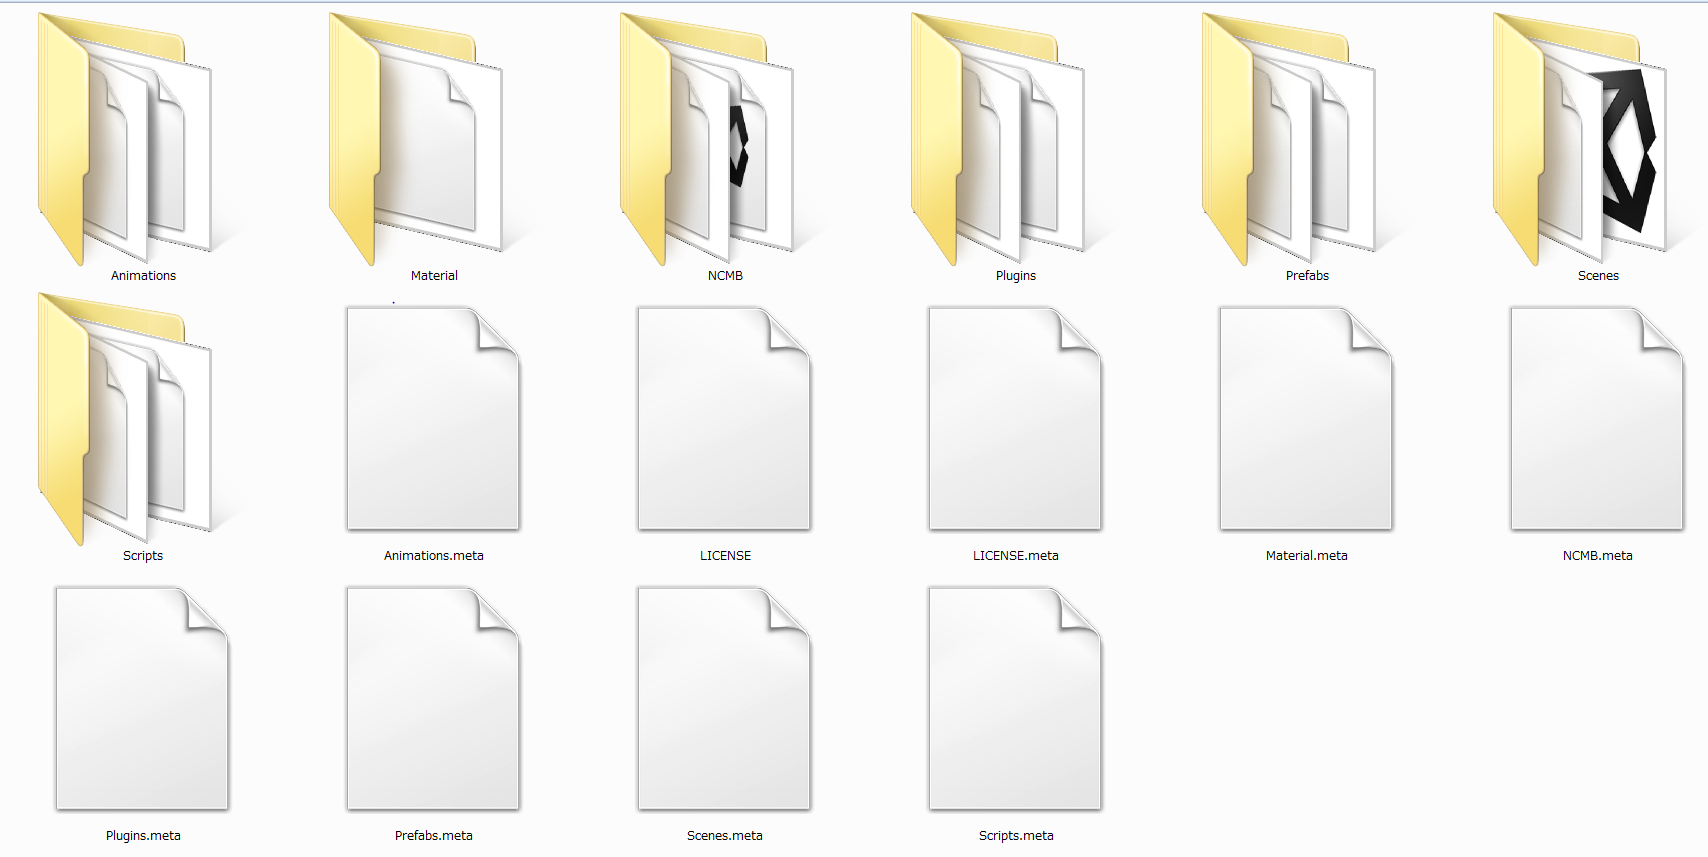 Animations
Material
NCMB
Plugins
Prefabs
Scenes
Scripts
Animations.meta
LICENSE
LICENSE.meta
Material.meta
NCMB.meta
Plugins.meta
Prefabs.meta
Scenes.meta
Scripts.meta